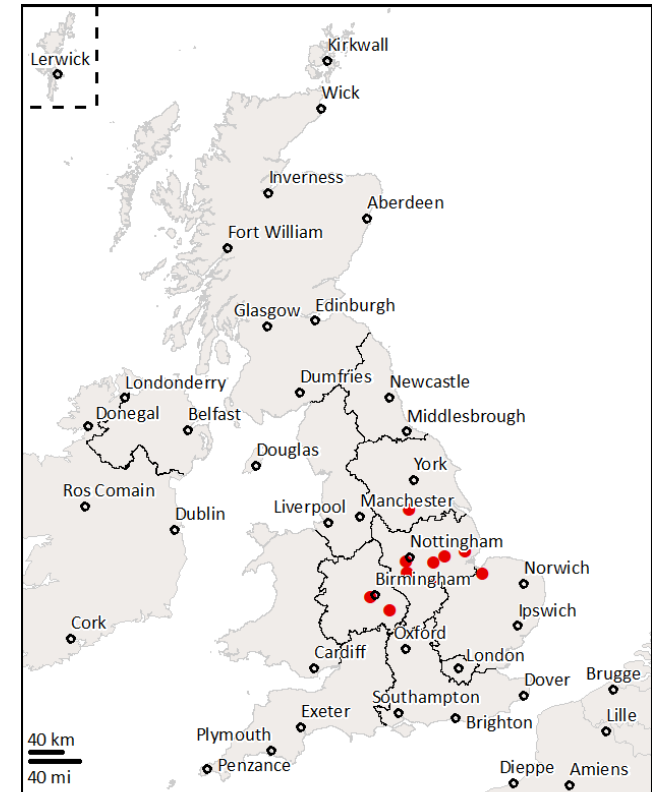 Kirkwall
Lerwick
Wick
Inverness
Aberdeen
Fort William
Glasgow
Edinburgh
Dumfries
Londonderry
Newcastle
Donegal
Belfast
Middlesbrough
Douglas
York
Ros Comain
Liverpool
Manchester
Dublin
Nottingham
Birmingham
Norwich
Cork
Ipswich
Oxford
Cardiff
London
Dover
Brugge
Southampton
Exeter
Brighton
Lille
Plymouth
40 km
Penzance
40 mi
Dieppe
Amiens